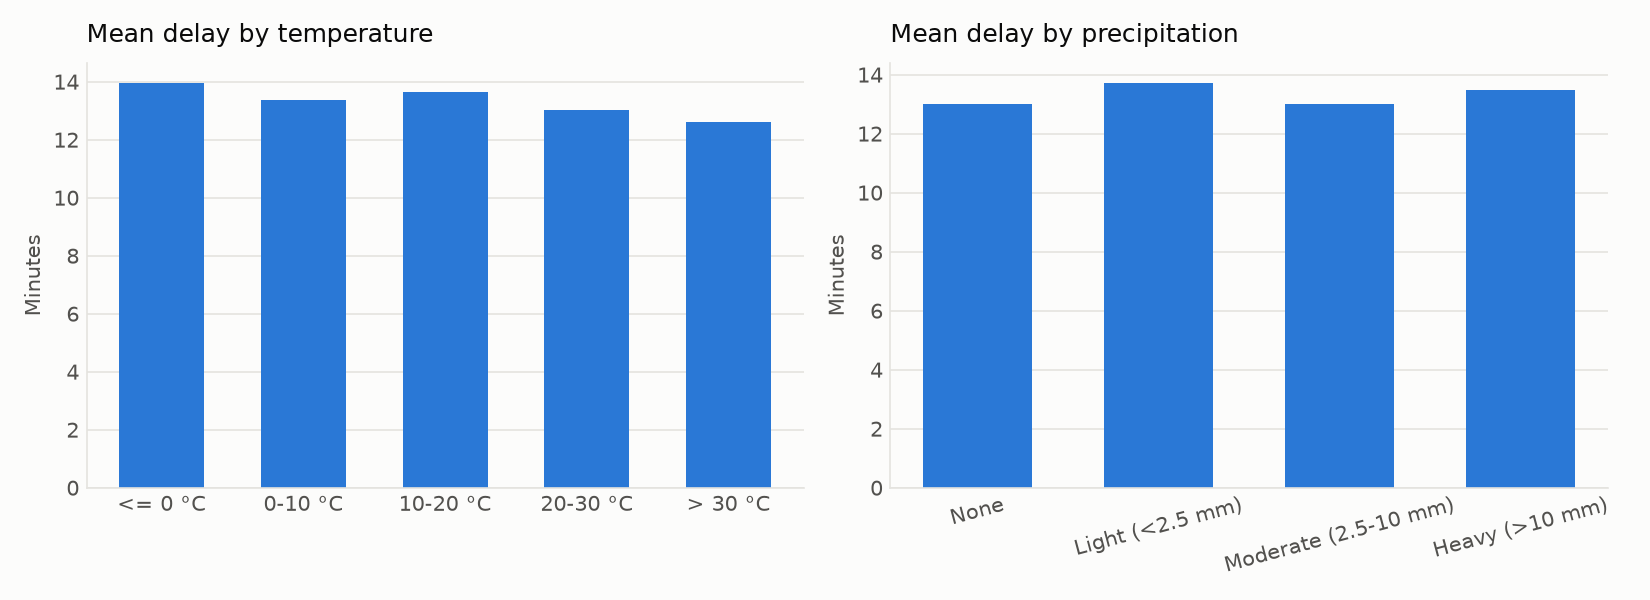 Mean delay by temperature
Minutes
14
12
10
8
6
4
2
0
<= 0 °C
0-10 °C
10-20 °C
20-30 °C
> 30 °C
Mean delay by precipitation
Minutes
14
12
10
8
6
4
2
0
None
Light (<2.5 mm)
Moderate (2.5-10 mm)
Heavy (>10 mm)